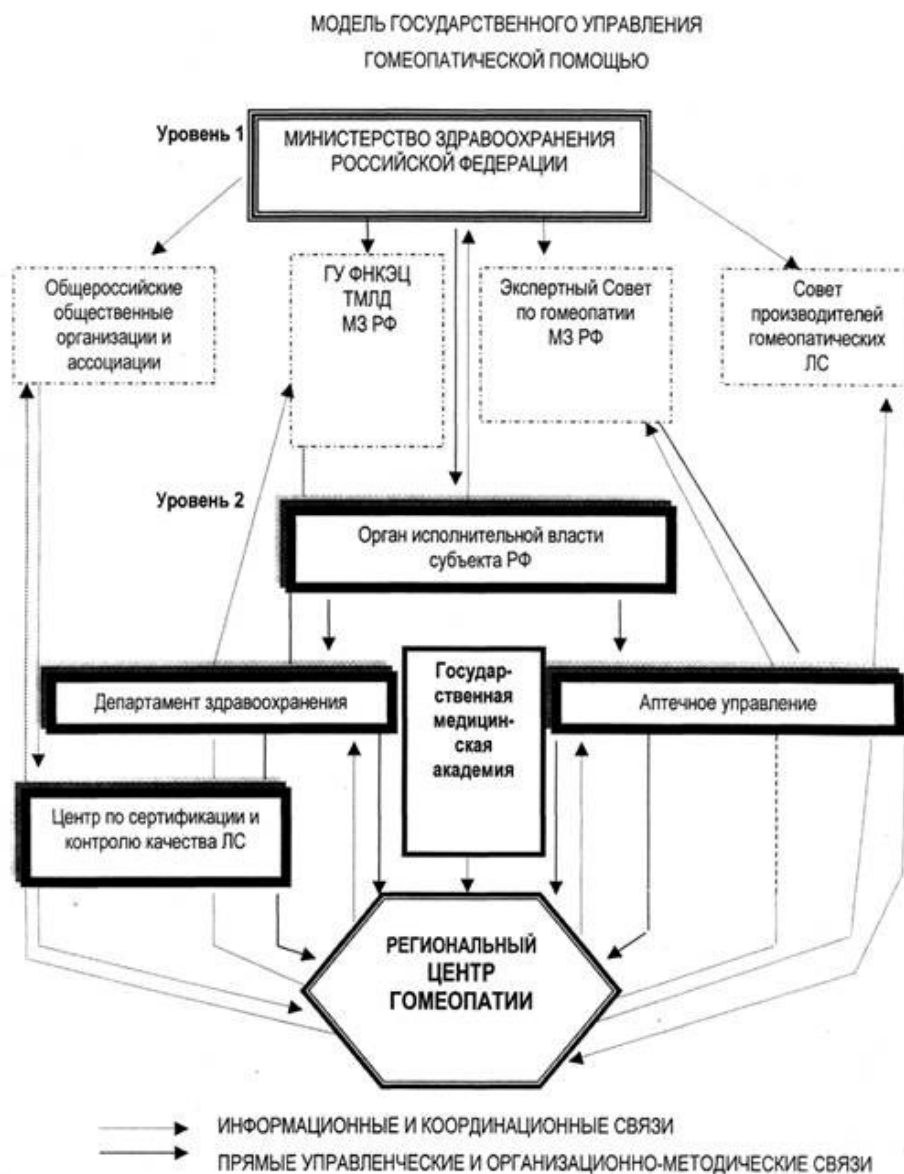 МОДЕЛЬ ГОСУДАРСТВЕННОГО УПРАВЛЕНИЯ
ГОМЕОПАТИЧЕСКОЙ ПОМОЩЬЮ
Уровень 1
МИНИСТЕРСТВО ЗДРАВООХРАНЕНИЯ
РОССИЙСКОЙ ФЕДЕРАЦИИ
Общероссийские
общественные
организации и
ассоциации
ГУ ФНКЭЦ
ТМЛД
МЗ РФ
Экспертный Совет
по гомеопатии
МЗ РФ
Совет
производителей
гомеопатических
ЛС
Уровень 2
Орган исполнительной власти
субъекта РФ
Департамент здравоохранения
Государ-
ственная
медицин-
ская
академия
Аптечное управление
Центр по сертификации и
контролю качества ЛС
РЕГИОНАЛЬНЫЙ
ЦЕНТР
ГОМЕОПАТИИ
ИНФОРМАЦИОННЫЕ И КООРДИНАЦИОННЫЕ СВЯЗИ
ПРЯМЫЕ УПРАВЛЕНЧЕСКИЕ И ОРГАНИЗАЦИОННО-МЕТОДИЧЕСКИЕ СВЯЗИ